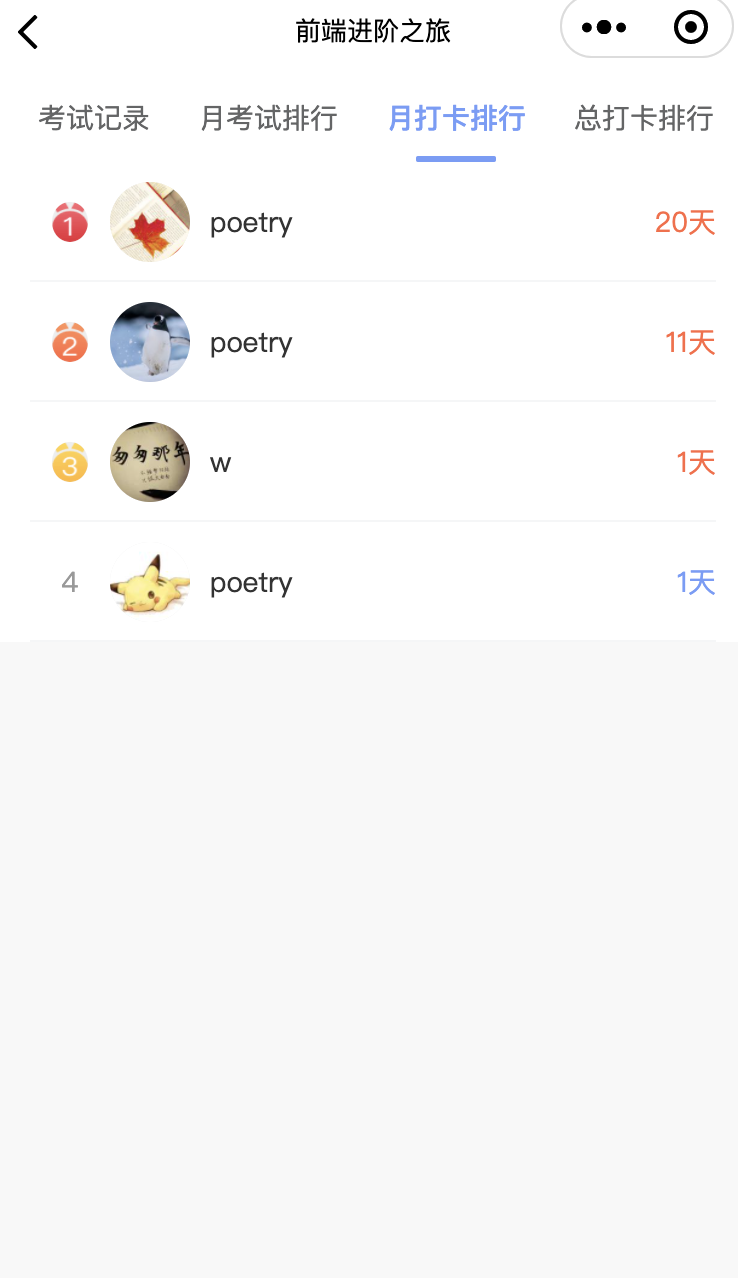 前端进阶之旅
考试记录 月考试排行 月打卡排行 总打卡排行
1 poetry 20天
2 poetry 11天
匆匆那年
3 w 1天
4 poetry 1天